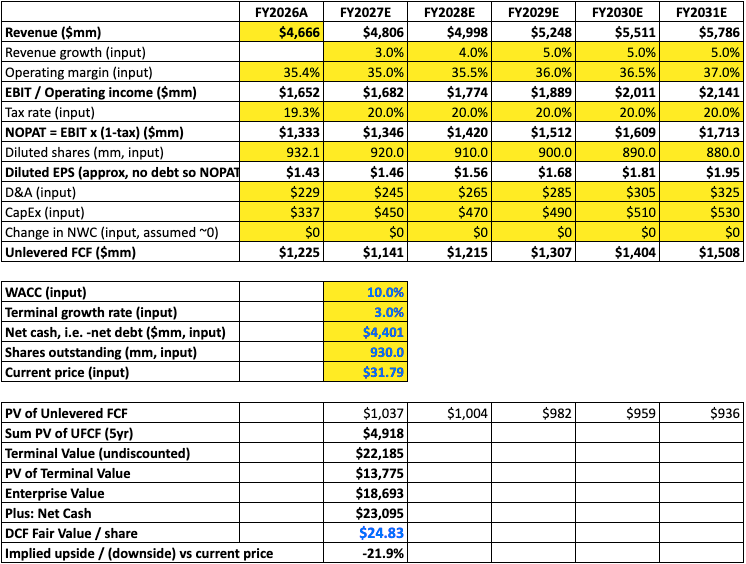 FY2026A FY2027E FY2028E FY2029E FY2030E FY2031E
Revenue ($mm) $4,666 $4,806 $4,998 $5,248 $5,511 $5,786
Revenue growth (input) 3.0% 4.0% 5.0% 5.0% 5.0%
Operating margin (input) 35.4% 35.0% 35.5% 36.0% 36.5% 37.0%
EBIT / Operating income ($mm) $1,652 $1,682 $1,774 $1,889 $2,011 $2,141
Tax rate (input) 19.3% 20.0% 20.0% 20.0% 20.0% 20.0%
NOPAT = EBIT x (1-tax) ($mm) $1,333 $1,346 $1,420 $1,512 $1,609 $1,713
Diluted shares (mm, input) 932.1 920.0 910.0 900.0 890.0 880.0
Diluted EPS (approx, no debt so NOPAT $1.43 $1.46 $1.56 $1.68 $1.81 $1.95
D&A (input) $229 $245 $265 $285 $305 $325
CapEx (input) $337 $450 $470 $490 $510 $530
Change in NWC (input, assumed ~0) $0 $0 $0 $0 $0 $0
Unlevered FCF ($mm) $1,225 $1,141 $1,215 $1,307 $1,404 $1,508
WACC (input) 10.0%
Terminal growth rate (input) 3.0%
Net cash, i.e. -net debt ($mm, input) $4,401
Shares outstanding (mm, input) 930.0
Current price (input) $31.79
PV of Unlevered FCF $1,037 $1,004 $982 $959 $936
Sum PV of UFCF (5yr) $4,918
Terminal Value (undiscounted) $22,185
PV of Terminal Value $13,775
Enterprise Value $18,693
Plus: Net Cash $23,095
DCF Fair Value / share $24.83
Implied upside / (downside) vs current price -21.9%